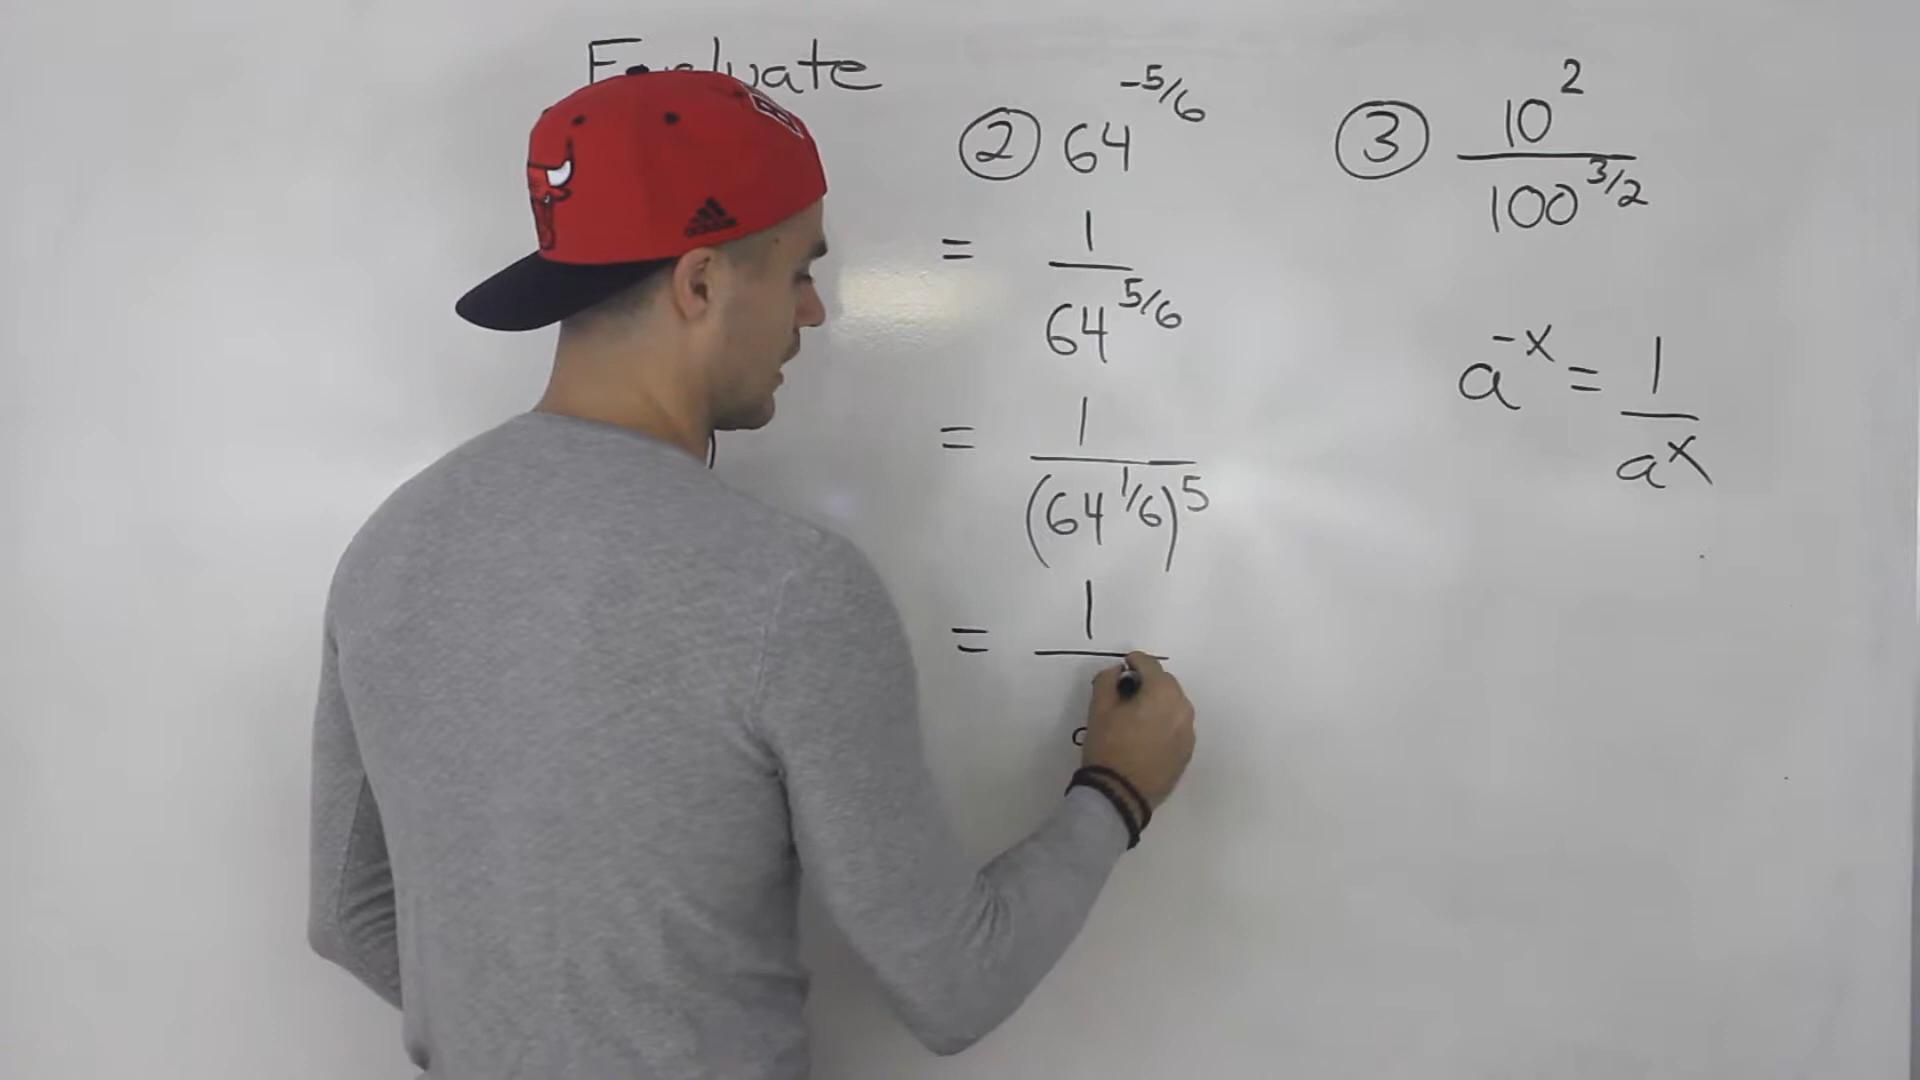 Evaluate
② 64^-5/6
= 1/64^5/6
= 1/(64^1/6)^5
= 1/
③ 10^2/100^3/2
a^-x = 1/a^x